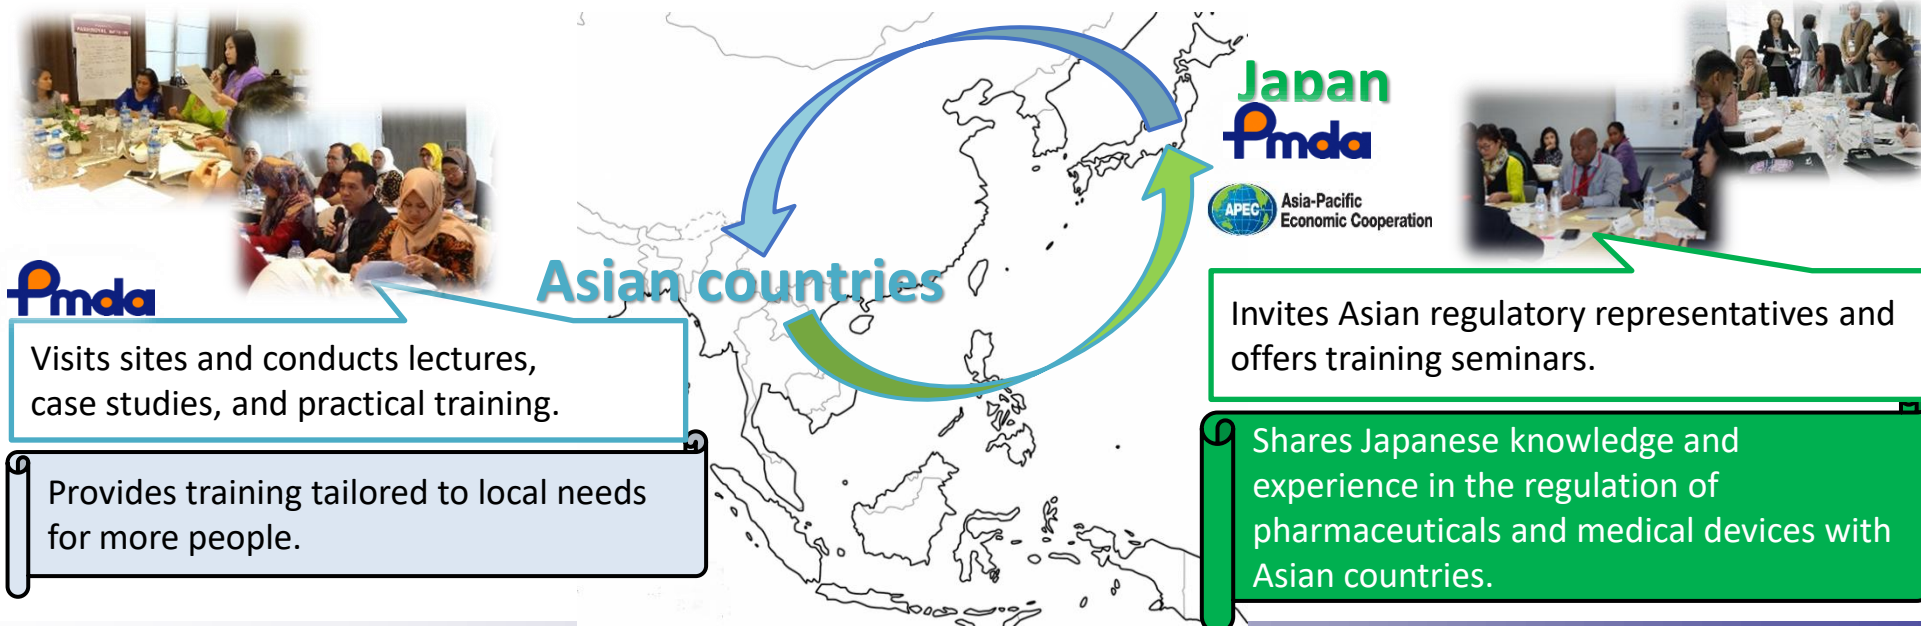 Japan
Pmda
APEC
Asia-Pacific
Economic Cooperation
Asian countries
Pmda
Visits sites and conducts lectures,
case studies, and practical training.
Provides training tailored to local needs
for more people.
Invites Asian regulatory representatives and
offers training seminars.
Shares Japanese knowledge and
experience in the regulation of
pharmaceuticals and medical devices with
Asian countries.